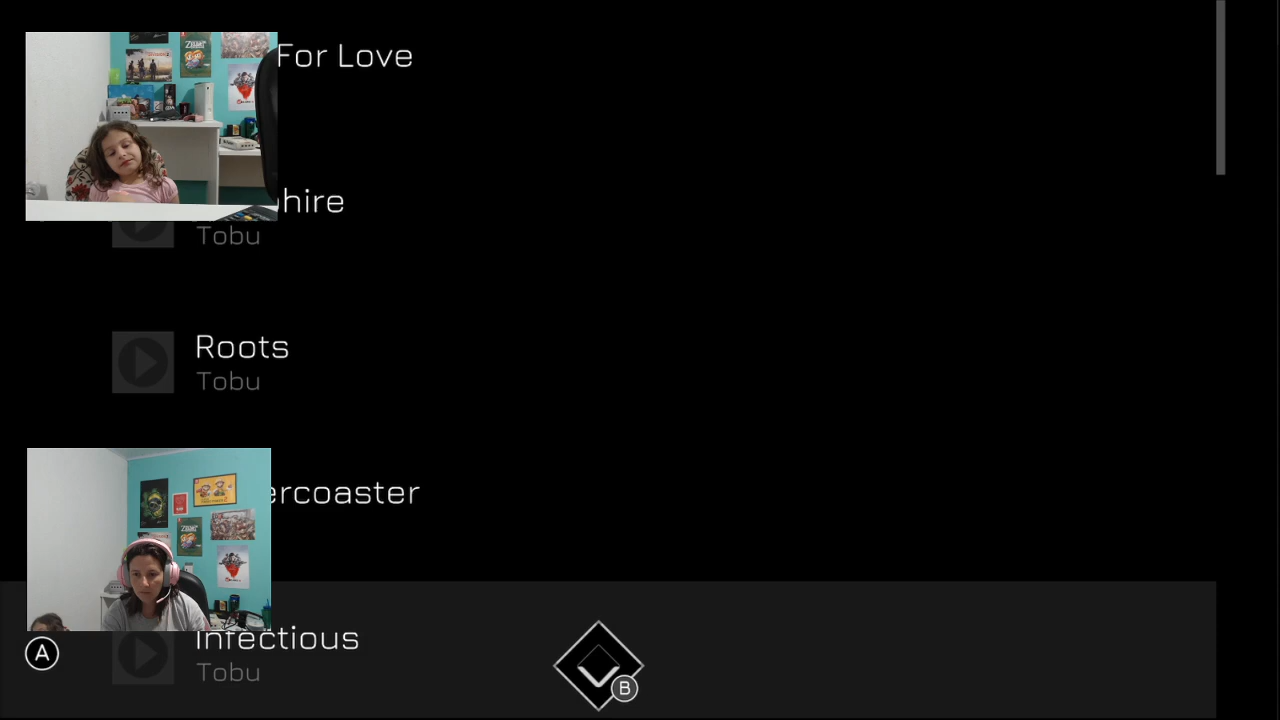 For Love
hire
Tobu
Roots
Tobu
ercoaster
Infectious
Tobu
A
B